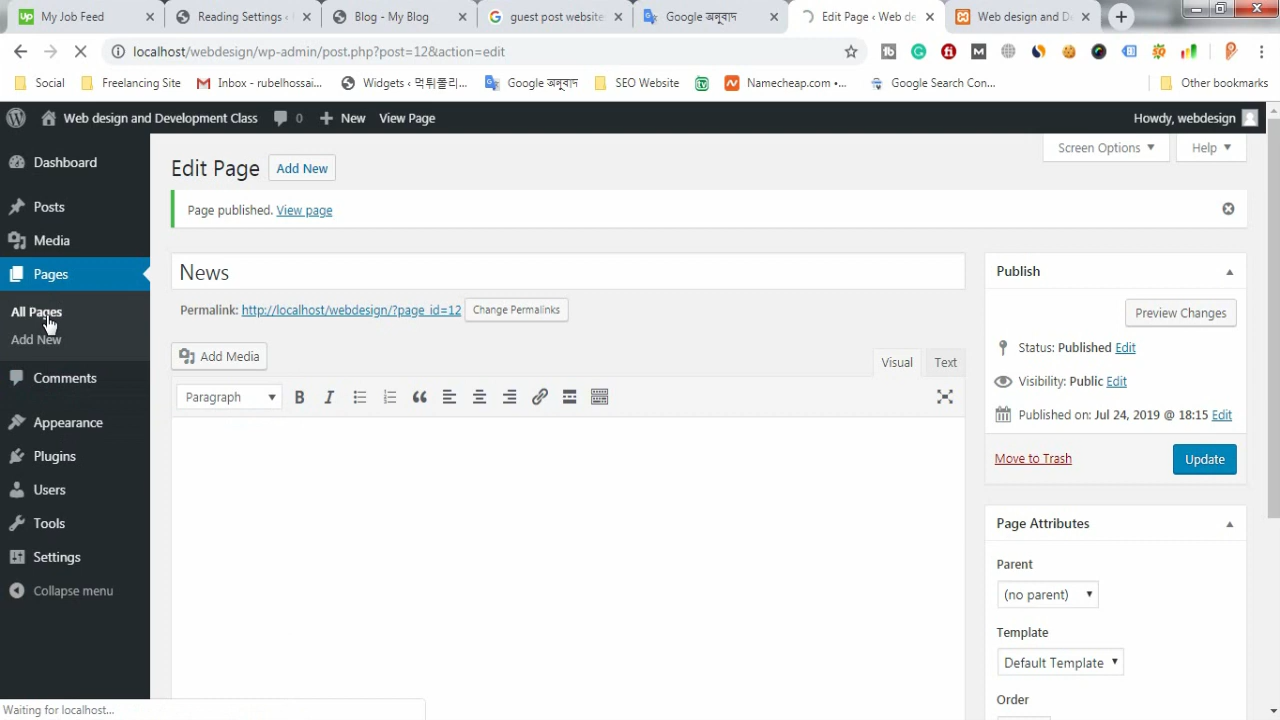 My Job Feed
Reading Settings ‹
Blog - My Blog
guest post website
Google অনুবাদ
Edit Page ‹ Web de
Web design and D
localhost/webdesign/wp-admin/post.php?post=12&action=edit
Social
Freelancing Site
Inbox - rubelhossai...
Widgets ‹ 먹튀폴리...
Google অনুবাদ
SEO Website
Namecheap.com •...
Google Search Con...
Other bookmarks
Web design and Development Class
0
New
View Page
Howdy, webdesign
Dashboard
Posts
Media
Pages
All Pages
Add New
Comments
Appearance
Plugins
Users
Tools
Settings
Collapse menu
Screen Options
Help
Edit Page
Add New
Page published. View page
News
Permalink: http://localhost/webdesign/?page_id=12
Change Permalinks
Add Media
Visual
Text
Paragraph
Publish
Preview Changes
Status: Published Edit
Visibility: Public Edit
Published on: Jul 24, 2019 @ 18:15 Edit
Move to Trash
Update
Page Attributes
Parent
(no parent)
Template
Default Template
Order
Waiting for localhost...